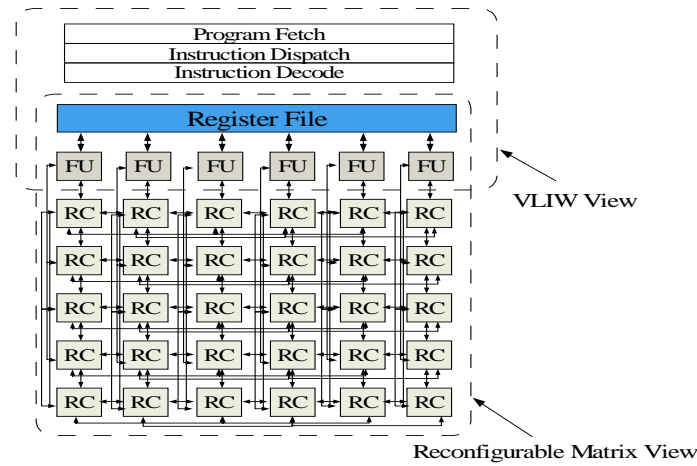 Program Fetch
Instruction Dispatch
Instruction Decode
Register File
FU FU FU FU FU FU
VLIW View
RC RC RC RC RC RC
RC RC RC RC RC RC
RC RC RC RC RC RC
RC RC RC RC RC RC
RC RC RC RC RC RC
Reconfigurable Matrix View